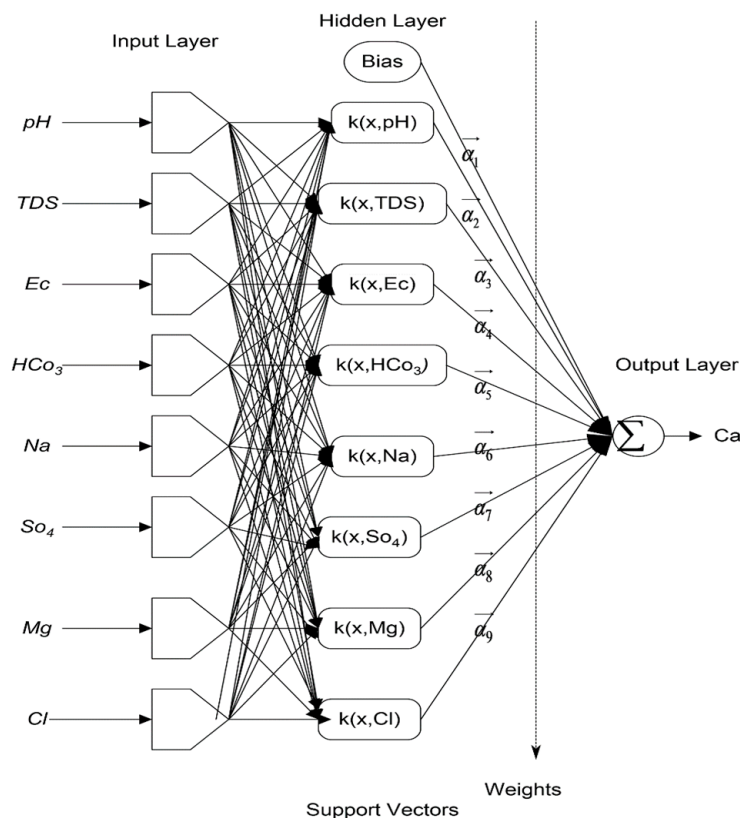 Input Layer
Hidden Layer
Bias
pH
k(x,pH)
α₁
TDS
k(x,TDS)
α₂
Ec
k(x,Ec)
α₃
α₄
HCo₃
k(x,HCo₃)
α₅
Output Layer
Na
k(x,Na)
α₆
Σ
Ca
So₄
k(x,So₄)
α₇
α₈
Mg
k(x,Mg)
α₉
Cl
k(x,Cl)
Weights
Support Vectors